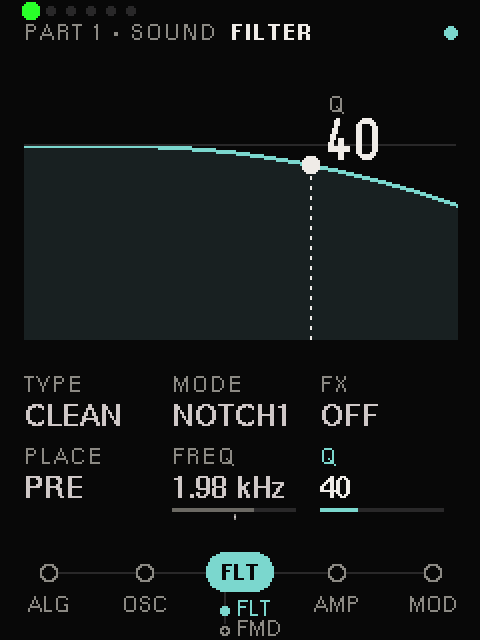 PART 1 · SOUND FILTER
Q
40
TYPE MODE FX
CLEAN NOTCH1 OFF
PLACE FREQ Q
PRE 1.98 kHz 40
FLT
ALG OSC AMP MOD
FLT
FMD